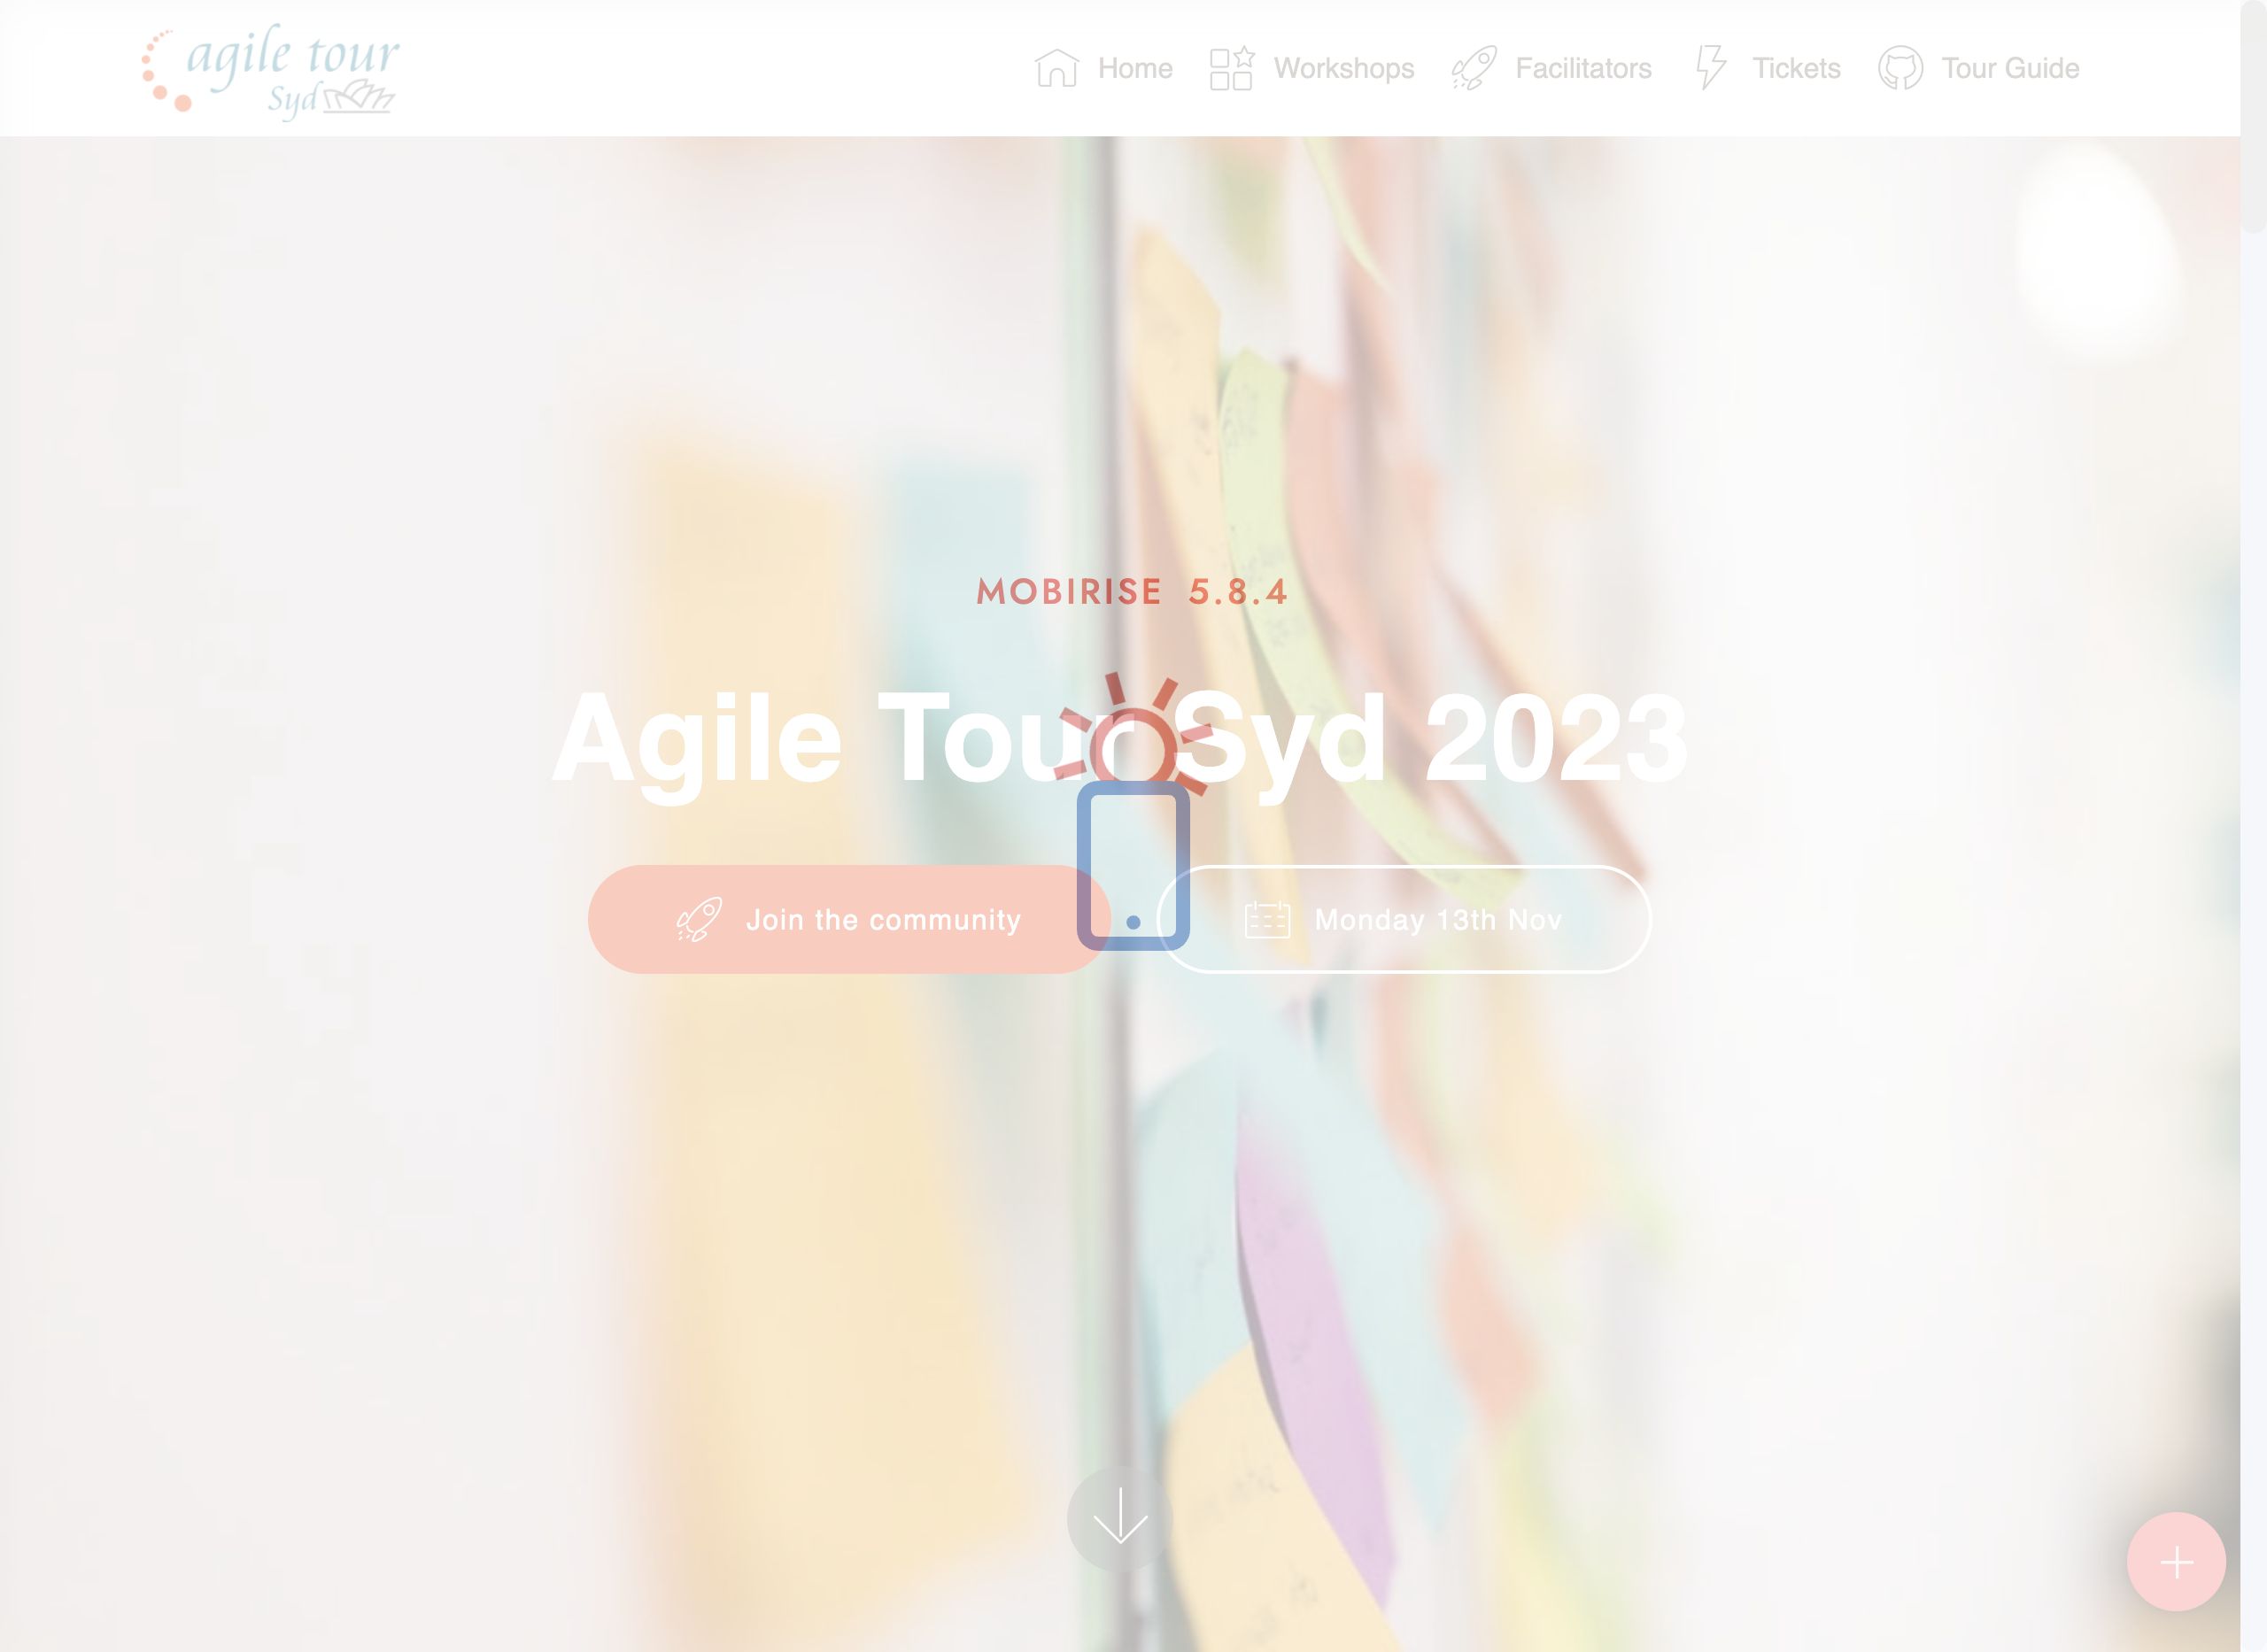 agile tour
Syd
Home
Workshops
Facilitators
Tickets
Tour Guide
MOBIRISE 5.8.4
Agile Tour Syd 2023
Join the community
Monday 13th Nov